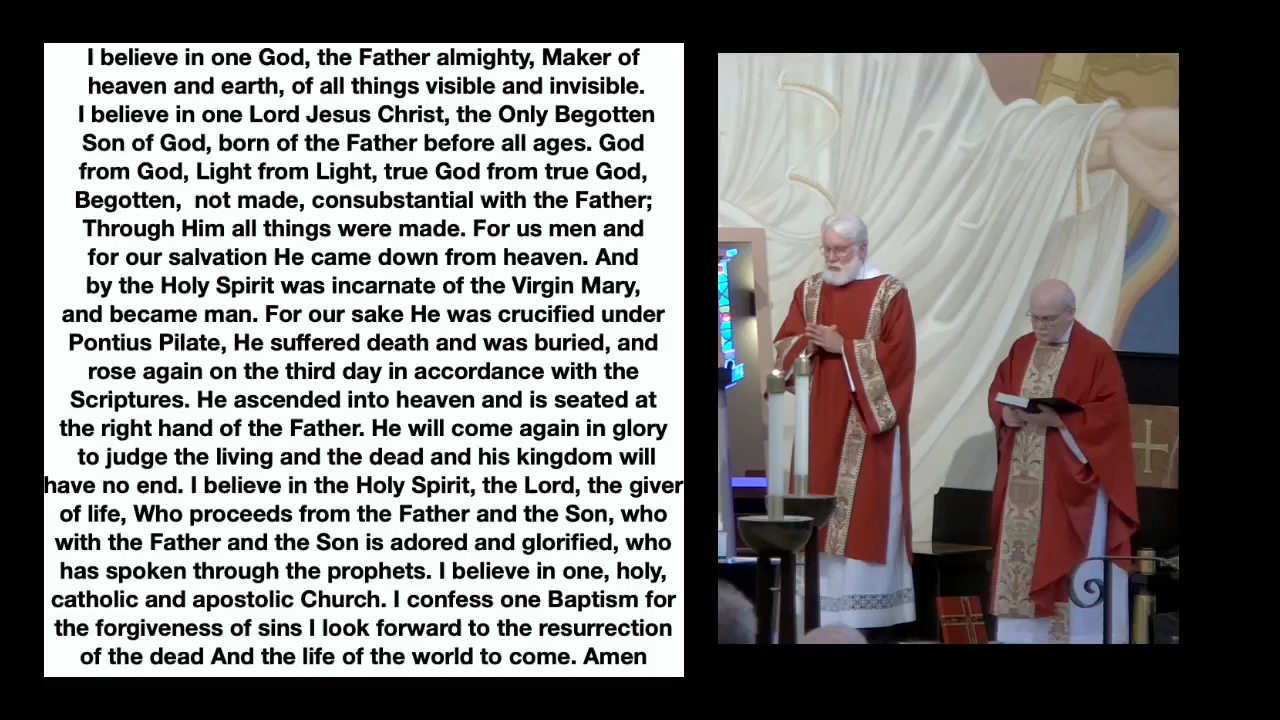 I believe in one God, the Father almighty, Maker of
heaven and earth, of all things visible and invisible.
I believe in one Lord Jesus Christ, the Only Begotten
Son of God, born of the Father before all ages. God
from God, Light from Light, true God from true God,
Begotten,  not made, consubstantial with the Father;
Through Him all things were made. For us men and
for our salvation He came down from heaven. And
by the Holy Spirit was incarnate of the Virgin Mary,
and became man. For our sake He was crucified under
Pontius Pilate, He suffered death and was buried, and
rose again on the third day in accordance with the
Scriptures. He ascended into heaven and is seated at
the right hand of the Father. He will come again in glory
to judge the living and the dead and his kingdom will
have no end. I believe in the Holy Spirit, the Lord, the giver
of life, Who proceeds from the Father and the Son, who
with the Father and the Son is adored and glorified, who
has spoken through the prophets. I believe in one, holy,
catholic and apostolic Church. I confess one Baptism for
the forgiveness of sins I look forward to the resurrection
of the dead And the life of the world to come. Amen